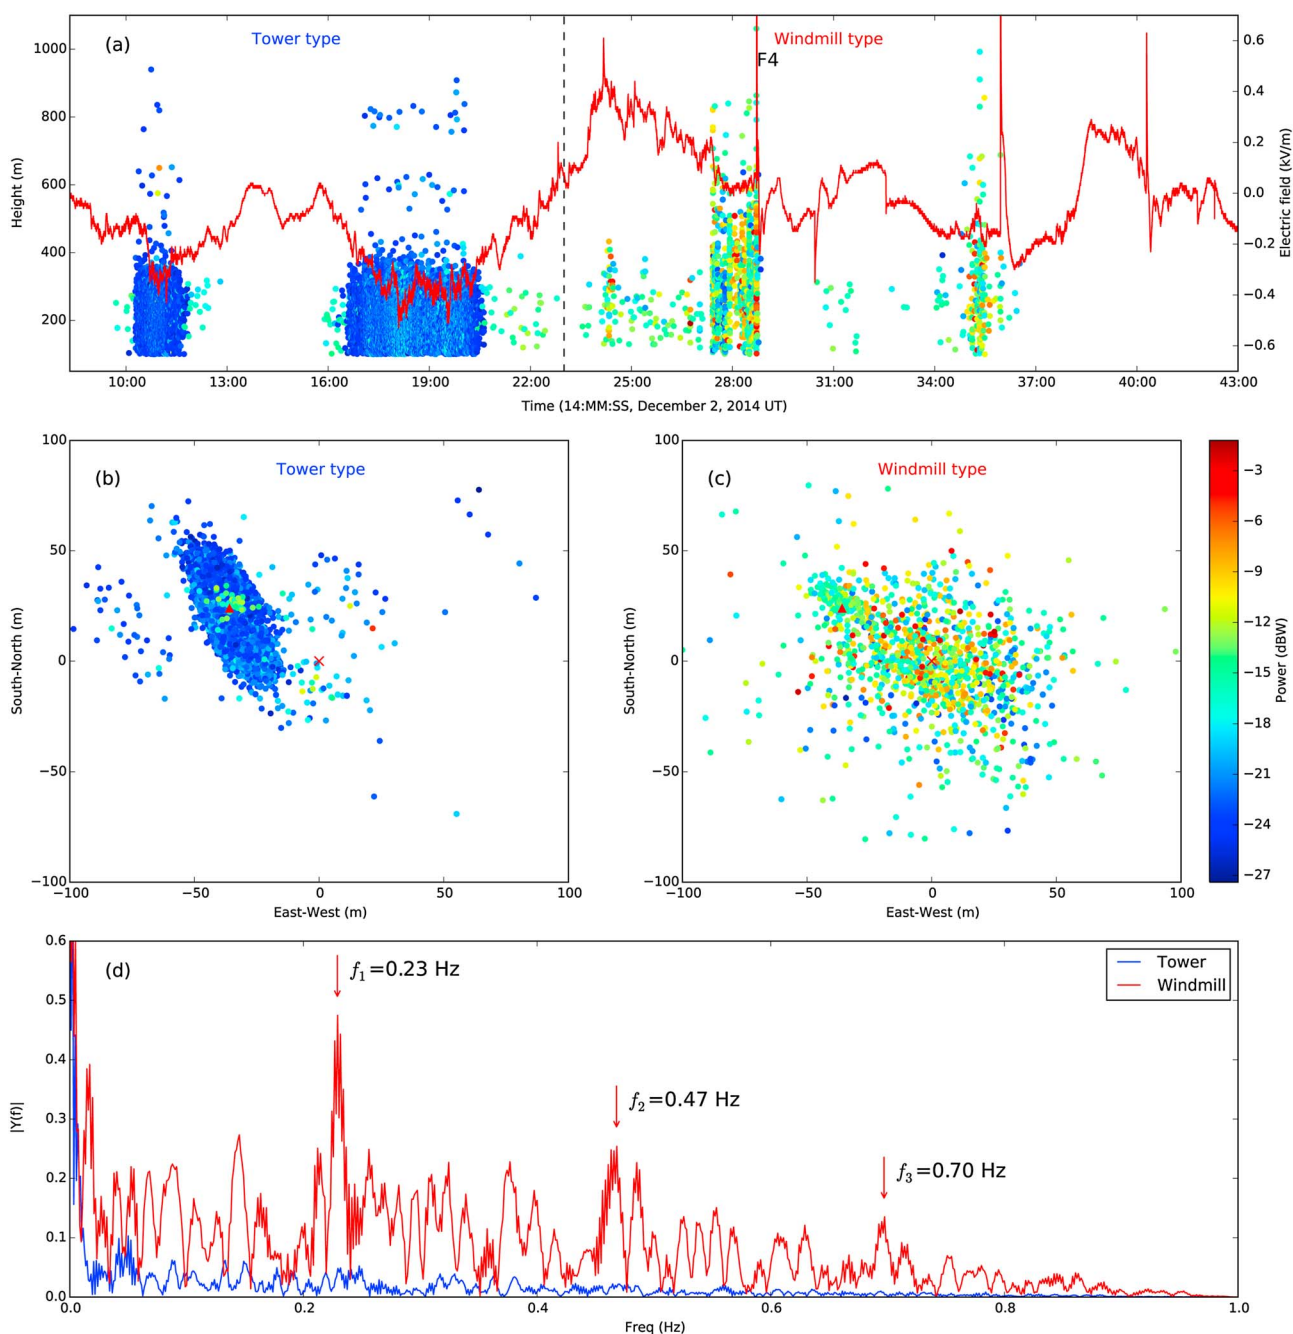 (a)
Tower type
Windmill type
F4
1000
800
600
400
200
Height (m)
0.6
0.4
0.2
0.0
−0.2
−0.4
−0.6
Electric field (kV/m)
10:00 13:00 16:00 19:00 22:00 25:00 28:00 31:00 34:00 37:00 40:00 43:00
Time (14:MM:SS, December 2, 2014 UT)
(b)
Tower type
100
50
0
−50
−100
South-North (m)
−100 −50 0 50 100
East-West (m)
(c)
Windmill type
100
50
0
−50
−100
South-North (m)
−100 −50 0 50 100
East-West (m)
−3
−6
−9
−12
−15
−18
−21
−24
−27
Power (dBW)
(d)
f1=0.23 Hz
f2=0.47 Hz
f3=0.70 Hz
Tower
Windmill
0.6
0.5
0.4
0.3
0.2
0.1
0.0
|Y(f)|
0.0 0.2 0.4 0.6 0.8 1.0
Freq (Hz)